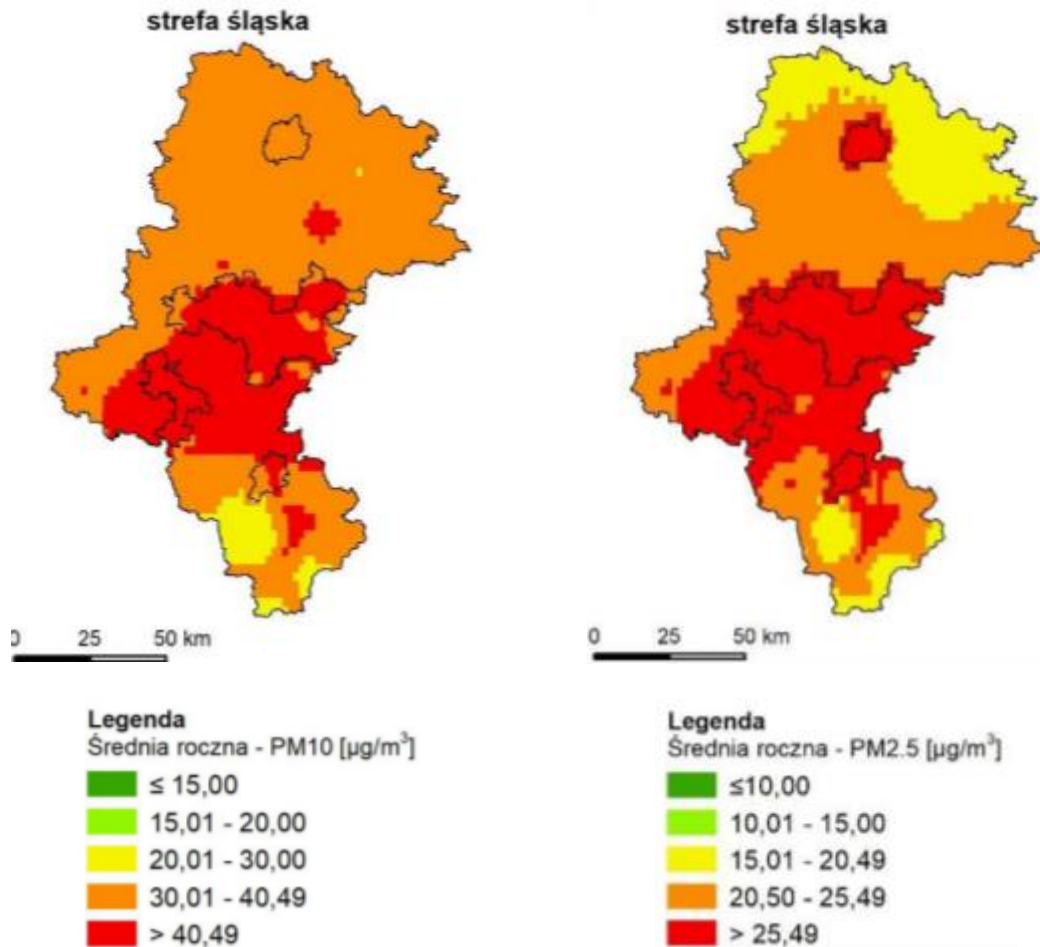 strefa śląska
strefa śląska
0 25 50 km
0 25 50 km
Legenda
Średnia roczna - PM10 [µg/m³]
≤ 15,00
15,01 - 20,00
20,01 - 30,00
30,01 - 40,49
> 40,49
Legenda
Średnia roczna - PM2.5 [µg/m³]
≤10,00
10,01 - 15,00
15,01 - 20,49
20,50 - 25,49
> 25,49